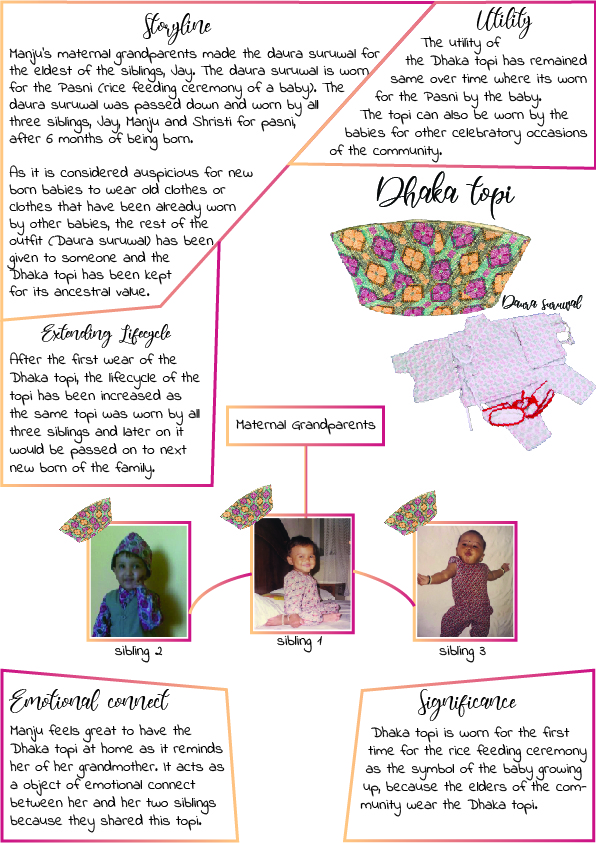 Storyline
Manju's maternal grandparents made the daura suruwal for
the eldest of the siblings, Jay. The daura suruwal is worn
for the Pasni (rice feeding ceremony of a baby). The
daura suruwal was passed down and worn by all
three siblings, Jay, Manju and Shristi for pasni,
after 6 months of being born.
As it is considered auspicious for new
born babies to wear old clothes or
clothes that have been already worn
by other babies, the rest of the
outfit (Daura suruwal) has been
given to someone and the
Dhaka topi has been kept
for its ancestral value.
Utility
The utility of
the Dhaka topi has remained
same over time where its worn
for the Pasni by the baby.
The topi can also be worn by the
babies for other celebratory occasions
of the community.
Dhaka topi
Daura suruwal
Extending Lifecycle
After the first wear of the
Dhaka topi, the lifecycle of the
topi has been increased as
the same topi was worn by all
three siblings and later on it
would be passed on to next
new born of the family.
Maternal Grandparents
sibling 2
sibling 1
sibling 3
Emotional connect
Manju feels great to have the
Dhaka topi at home as it reminds
her of her grandmother. It acts as
a object of emotional connect
between her and her two siblings
because they shared this topi.
Significance
Dhaka topi is worn for the first
time for the rice feeding ceremony
as the symbol of the baby growing
up, because the elders of the com-
munity wear the Dhaka topi.